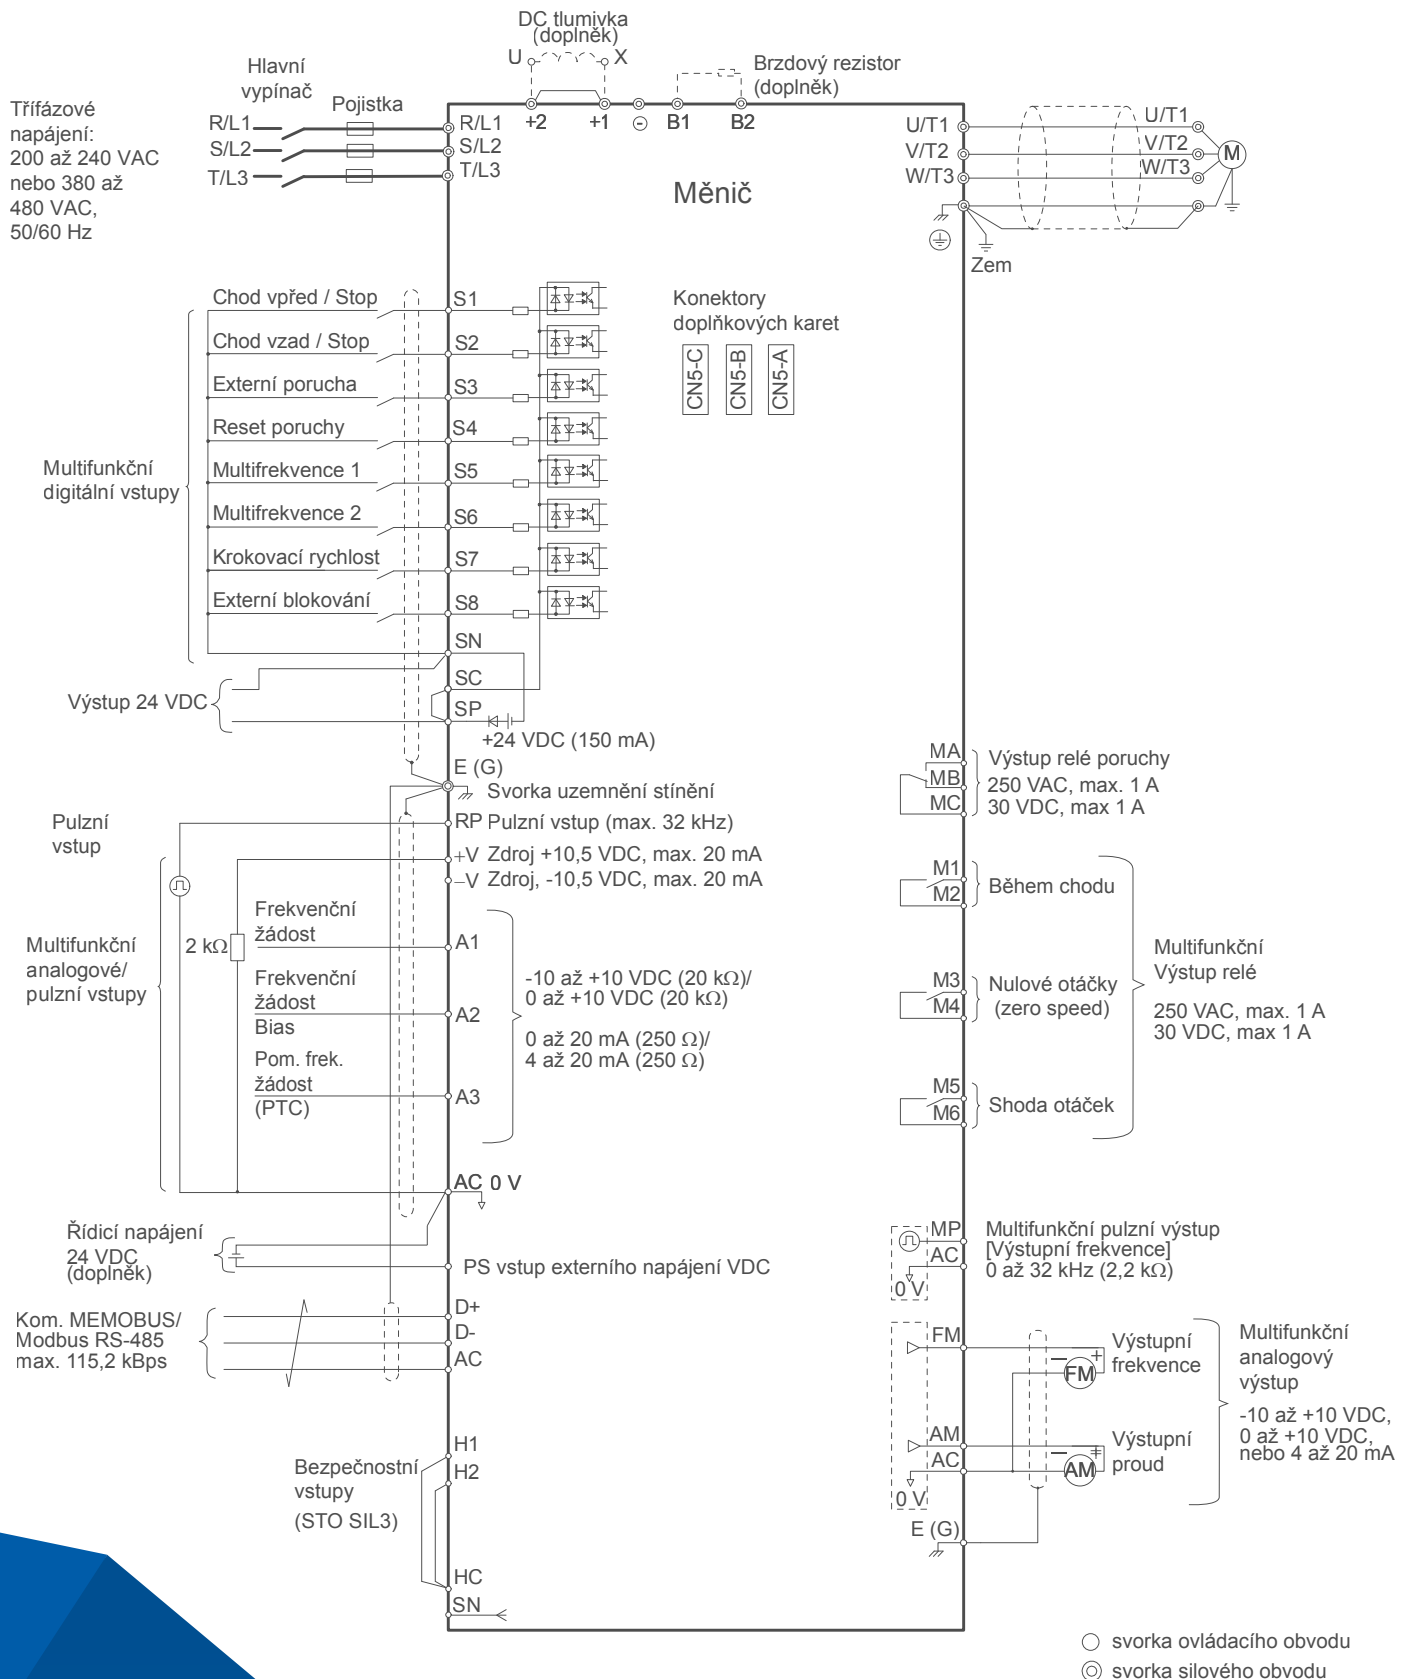 DC tlumivka
(doplněk)
U
X
Brzdový rezistor
(doplněk)
Hlavní
vypínač
Pojistka
Třífázové
napájení:
200 až 240 VAC
nebo 380 až
480 VAC,
50/60 Hz
R/L1
S/L2
T/L3
R/L1
S/L2
T/L3
+2
+1
B1
B2
Měnič
U/T1
V/T2
W/T3
U/T1
V/T2
W/T3
M
Zem
Konektory
doplňkových karet
CN5-C
CN5-B
CN5-A
Multifunkční
digitální vstupy
Chod vpřed / Stop
S1
Chod vzad / Stop
S2
Externí porucha
S3
Reset poruchy
S4
Multifrekvence 1
S5
Multifrekvence 2
S6
Krokovací rychlost
S7
Externí blokování
S8
SN
SC
Výstup 24 VDC
SP
+24 VDC (150 mA)
E (G)
Svorka uzemnění stínění
Pulzní
vstup
RP Pulzní vstup (max. 32 kHz)
+V Zdroj +10,5 VDC, max. 20 mA
–V Zdroj, -10,5 VDC, max. 20 mA
Multifunkční
analogové/
pulzní vstupy
2 kΩ
Frekvenční
žádost
A1
Frekvenční
žádost
Bias
A2
Pom. frek.
žádost
(PTC)
A3
-10 až +10 VDC (20 kΩ)/
0 až +10 VDC (20 kΩ)
0 až 20 mA (250 Ω)/
4 až 20 mA (250 Ω)
AC 0 V
Řídicí napájení
24 VDC
(doplněk)
PS vstup externího napájení VDC
Kom. MEMOBUS/
Modbus RS-485
max. 115,2 kBps
D+
D-
AC
Bezpečnostní
vstupy
(STO SIL3)
H1
H2
HC
SN
MA
MB
MC
Výstup relé poruchy
250 VAC, max. 1 A
30 VDC, max 1 A
M1
M2
Během chodu
M3
M4
Nulové otáčky
(zero speed)
M5
M6
Shoda otáček
Multifunkční
Výstup relé
250 VAC, max. 1 A
30 VDC, max 1 A
MP
AC
0 V
Multifunkční pulzní výstup
[Výstupní frekvence]
0 až 32 kHz (2,2 kΩ)
FM
Výstupní
frekvence
–
+
FM
AM
AC
0 V
Výstupní
proud
–
+
AM
E (G)
Multifunkční
analogový
výstup
-10 až +10 VDC,
0 až +10 VDC,
nebo 4 až 20 mA
svorka ovládacího obvodu
svorka silového obvodu